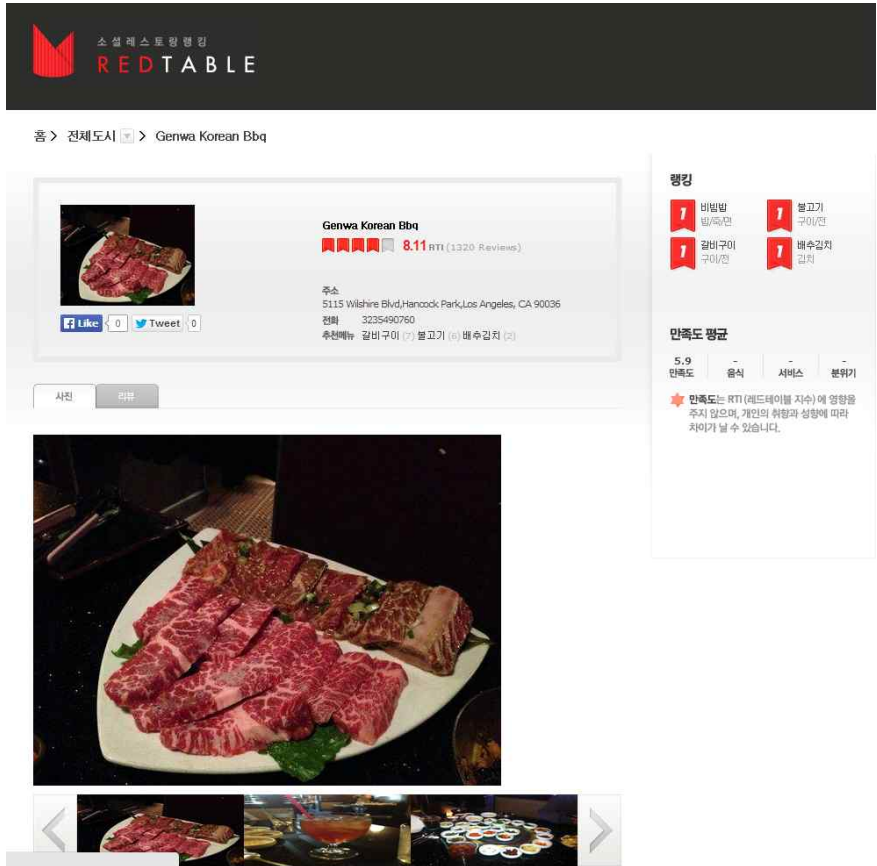 소셜레스토랑랭킹
REDTABLE
홈 > 전체도시 > Genwa Korean Bbq
Genwa Korean Bbq
8.11 RTI (1320 Reviews)
주소
5115 Wilshire Blvd,Hancock Park,Los Angeles, CA 90036
전화 3235490760
추천메뉴 갈비구이 (7) 불고기 (6) 배추김치 (2)
Like 0 Tweet 0
사진 리뷰
랭킹
1 비빔밥 밥/죽/면
1 불고기 구이/전
1 갈비구이 구이/전
1 배추김치 김치
만족도 평균
5.9 - - -
만족도 음식 서비스 분위기
만족도는 RTI (레드테이블 지수) 에 영향을
주지 않으며, 개인의 취향과 성향에 따라
차이가 날 수 있습니다.